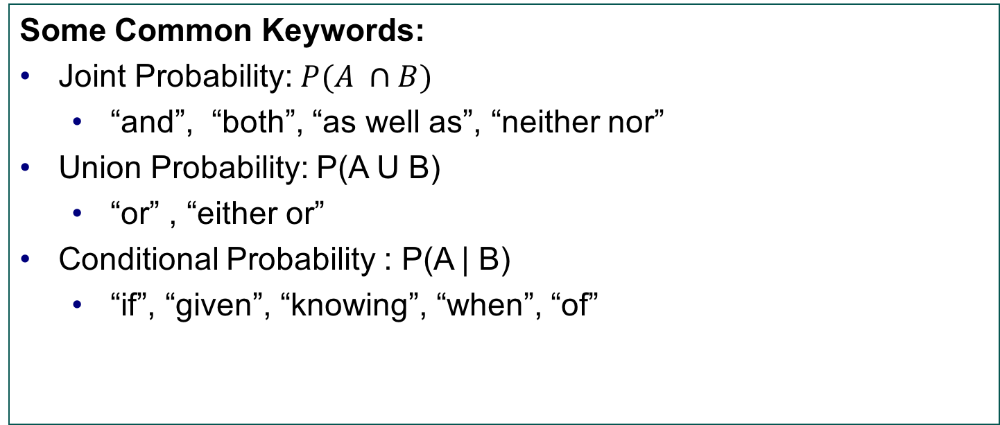 Some Common Keywords:
• Joint Probability: 𝑃(𝐴 ∩ 𝐵)
• “and”, “both”, “as well as”, “neither nor”
• Union Probability: P(A U B)
• “or” , “either or”
• Conditional Probability : P(A | B)
• “if”, “given”, “knowing”, “when”, “of”